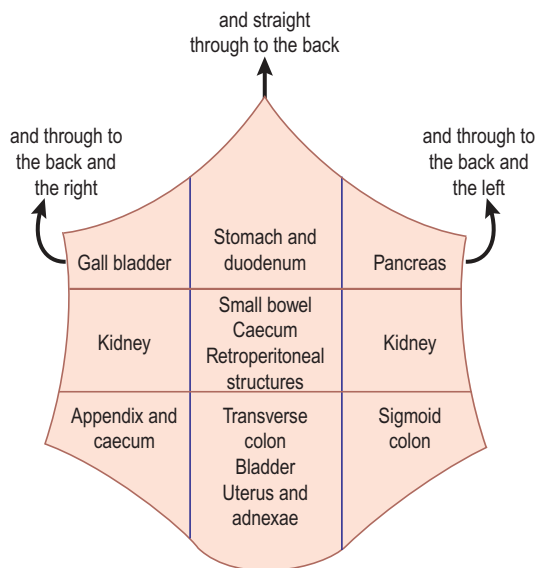 and straight
through to the back
and through to
the back and
the right
and through to
the back and
the left
Gall bladder
Stomach and
duodenum
Pancreas
Kidney
Small bowel
Caecum
Retroperitoneal
structures
Kidney
Appendix and
caecum
Transverse
colon
Bladder
Uterus and
adnexae
Sigmoid
colon